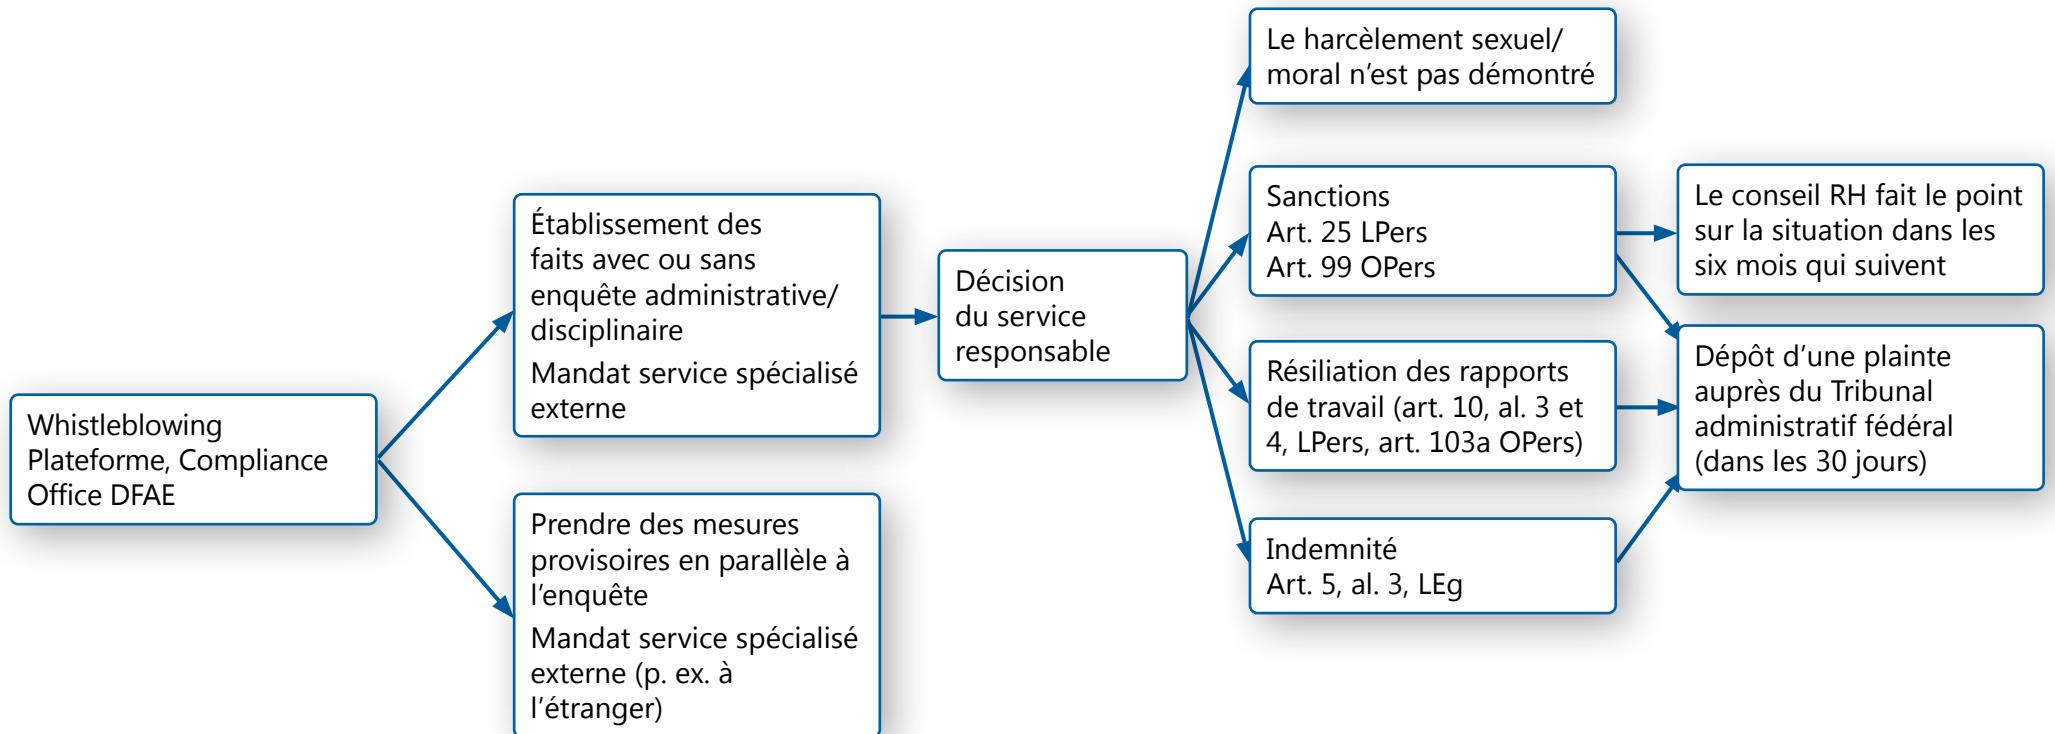 Whistleblowing
Plateforme, Compliance
Office DFAE
Établissement des
faits avec ou sans
enquête administrative/
disciplinaire
Mandat service spécialisé
externe
Prendre des mesures
provisoires en parallèle à
l’enquête
Mandat service spécialisé
externe (p. ex. à
l’étranger)
Décision
du service
responsable
Le harcèlement sexuel/
moral n’est pas démontré
Sanctions
Art. 25 LPers
Art. 99 OPers
Résiliation des rapports
de travail (art. 10, al. 3 et
4, LPers, art. 103a OPers)
Indemnité
Art. 5, al. 3, LEg
Le conseil RH fait le point
sur la situation dans les
six mois qui suivent
Dépôt d’une plainte
auprès du Tribunal
administratif fédéral
(dans les 30 jours)